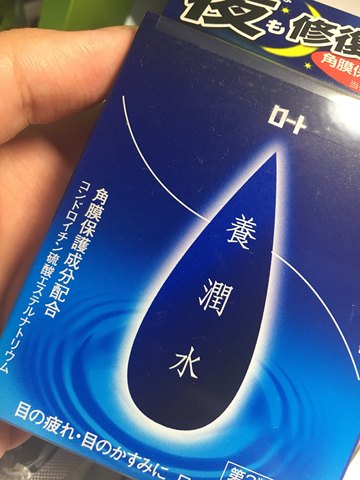 夜も修復
角膜保
ロート
養潤水
角膜保護成分配合
コンドロイチン硫酸エステルナトリウム
目の疲れ・目のかすみに
第2